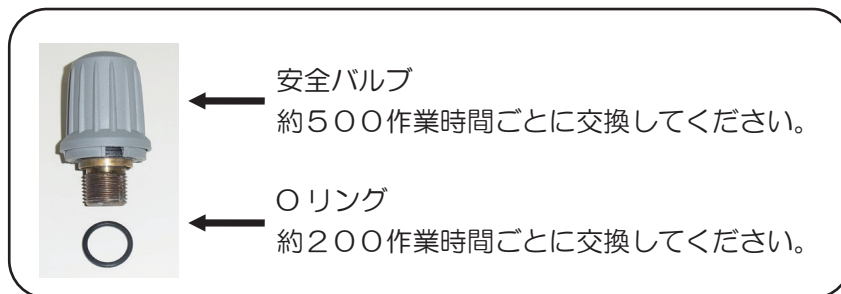 安全バルブ
約５００作業時間ごとに交換してください。
Ｏリング
約２００作業時間ごとに交換してください。